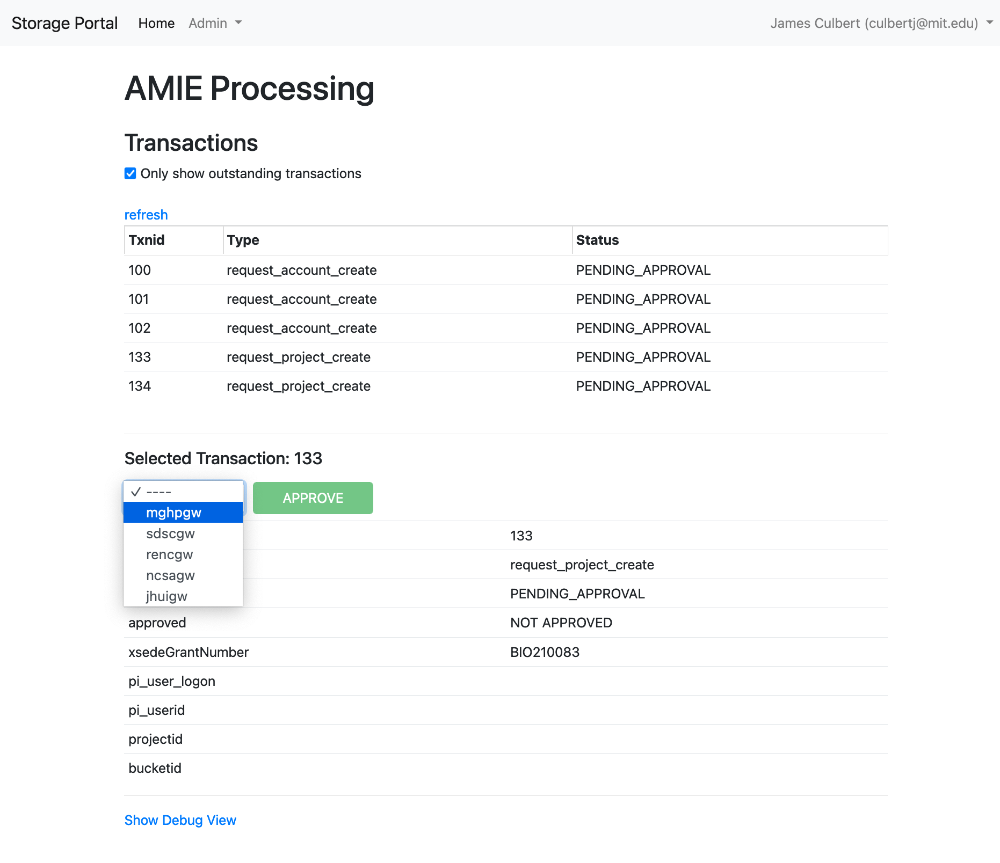 Storage Portal Home Admin James Culbert (culbertj@mit.edu)
AMIE Processing
Transactions
Only show outstanding transactions
refresh
Txnid Type Status
100 request_account_create PENDING_APPROVAL
101 request_account_create PENDING_APPROVAL
102 request_account_create PENDING_APPROVAL
133 request_project_create PENDING_APPROVAL
134 request_project_create PENDING_APPROVAL
Selected Transaction: 133
✓ ----
APPROVE
mghpgw
sdscgw
rencgw
ncsagw
jhuigw
133
request_project_create
PENDING_APPROVAL
approved NOT APPROVED
xsedeGrantNumber BIO210083
pi_user_logon
pi_userid
projectid
bucketid
Show Debug View